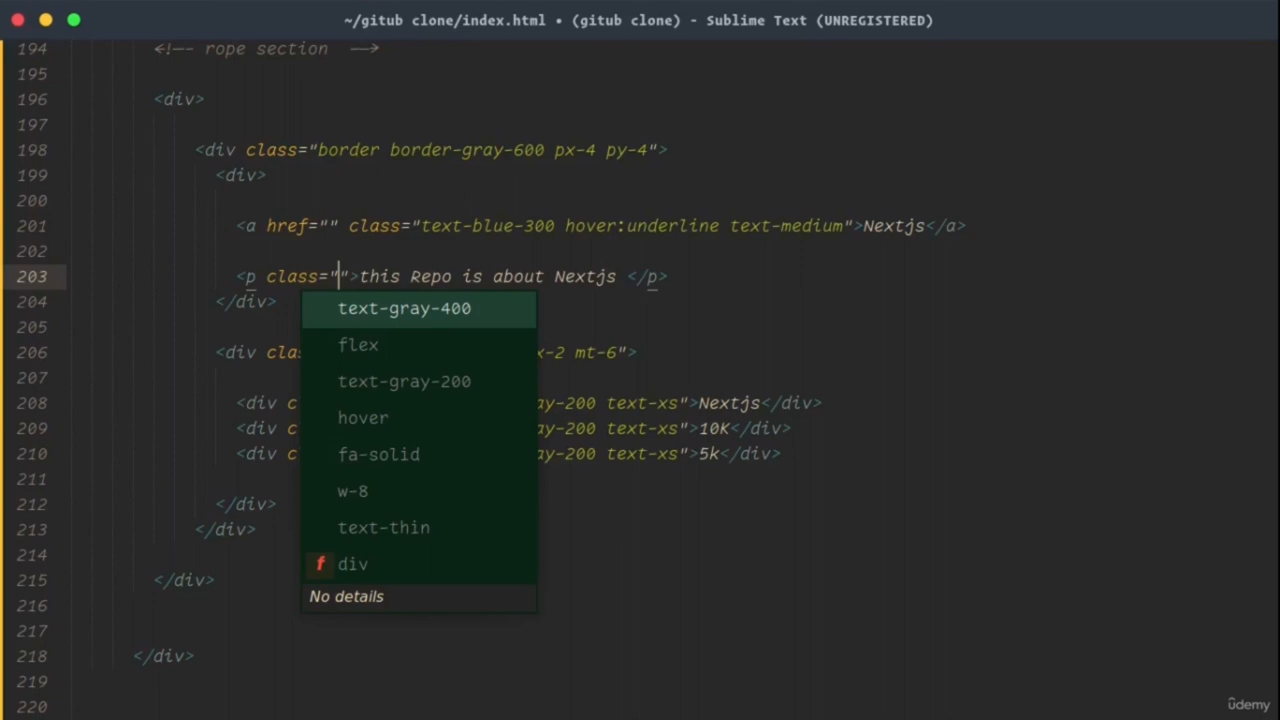 ~/gitub clone/index.html • (gitub clone) - Sublime Text (UNREGISTERED)
194 <!-- rope section -->
195
196 <div>
197
198 <div class="border border-gray-600 px-4 py-4">
199 <div>
200
201 <a href="" class="text-blue-300 hover:underline text-medium">Nextjs</a>
202
203 <p class="">this Repo is about Nextjs </p>
204 </div>
text-gray-400
205
flex
206 <div clas x-2 mt-6">
207
text-gray-200
208 <div c ay-200 text-xs">Nextjs</div>
hover
209 <div c ay-200 text-xs">10K</div>
210 <div c ay-200 text-xs">5k</div>
fa-solid
211
w-8
212 </div>
213 </div>
text-thin
214
f div
215 </div>
No details
216
217
218 </div>
219
220
ûdemy